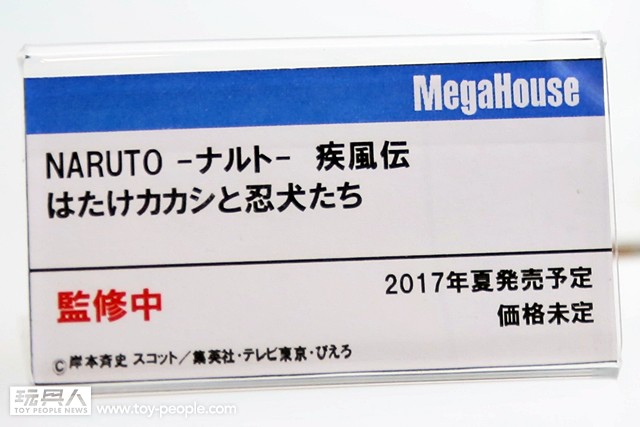 MegaHouse
NARUTO -ナルト- 疾風伝
はたけカカシと忍犬たち
監修中
2017年夏発売予定
価格未定
©岸本斉史 スコット／集英社・テレビ東京・ぴえろ
玩具人
TOY PEOPLE NEWS
www.toy-people.com